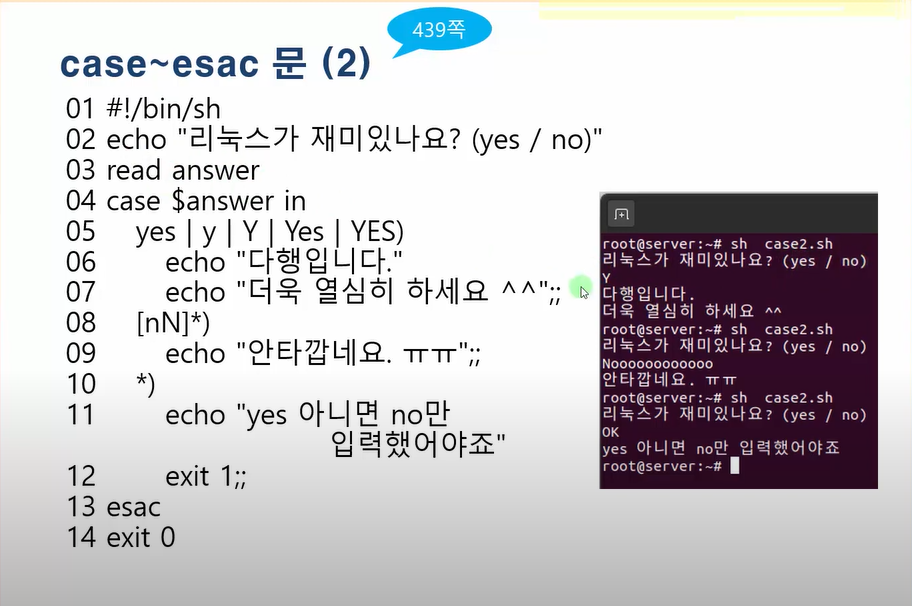 439쪽
case~esac 문 (2)
01 #!/bin/sh
02 echo "리눅스가 재미있나요? (yes / no)"
03 read answer
04 case $answer in
05 yes | y | Y | Yes | YES)
06 echo "다행입니다."
07 echo "더욱 열심히 하세요 ^^";;
08 [nN]*)
09 echo "안타깝네요. ㅠㅠ";;
10 *)
11 echo "yes 아니면 no만
입력했어야죠"
12 exit 1;;
13 esac
14 exit 0
root@server:~# sh case2.sh
리눅스가 재미있나요? (yes / no)
Y
다행입니다.
더욱 열심히 하세요 ^^
root@server:~# sh case2.sh
리눅스가 재미있나요? (yes / no)
Noooooooooooo
안타깝네요. ㅠㅠ
root@server:~# sh case2.sh
리눅스가 재미있나요? (yes / no)
OK
yes 아니면 no만 입력했어야죠
root@server:~#